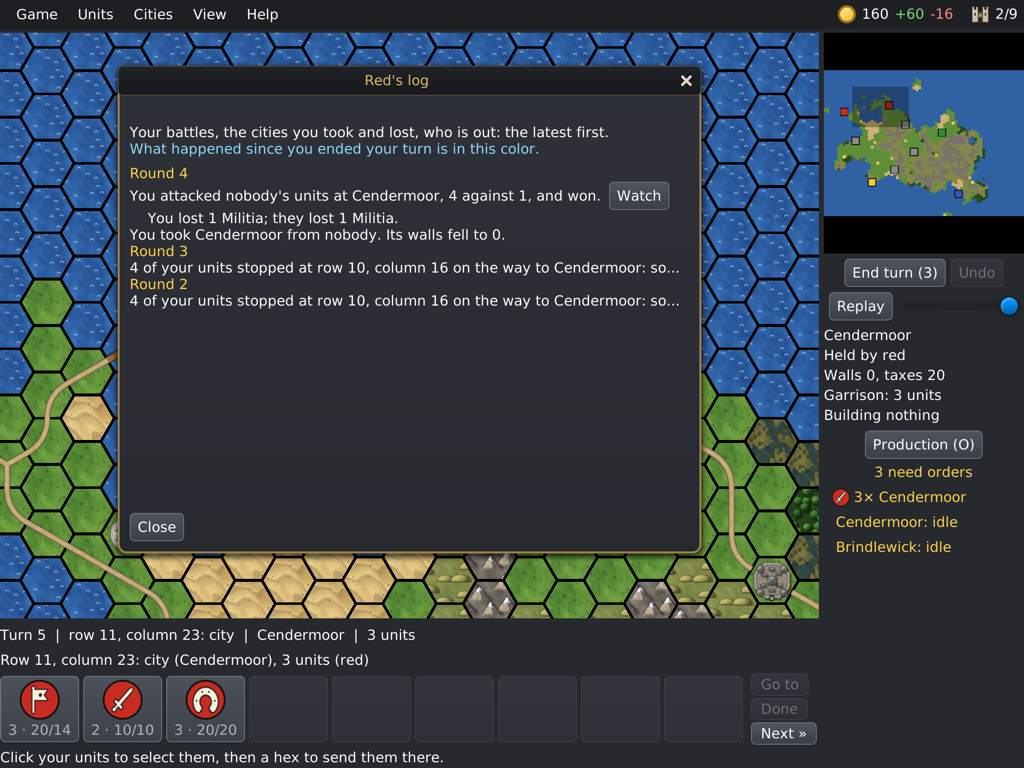 Game Units Cities View Help 160 +60 -16 2/9
Red's log
Your battles, the cities you took and lost, who is out: the latest first.
What happened since you ended your turn is in this color.
Round 4
You attacked nobody's units at Cendermoor, 4 against 1, and won. Watch
You lost 1 Militia; they lost 1 Militia.
You took Cendermoor from nobody. Its walls fell to 0.
Round 3
4 of your units stopped at row 10, column 16 on the way to Cendermoor: so...
Round 2
4 of your units stopped at row 10, column 16 on the way to Cendermoor: so...
Close
End turn (3) Undo
Replay
Cendermoor
Held by red
Walls 0, taxes 20
Garrison: 3 units
Building nothing
Production (O)
3 need orders
3× Cendermoor
Cendermoor: idle
Brindlewick: idle
Turn 5 | row 11, column 23: city | Cendermoor | 3 units
Row 11, column 23: city (Cendermoor), 3 units (red)
3 · 20/14 2 · 10/10 3 · 20/20
Go to
Done
Next »
Click your units to select them, then a hex to send them there.